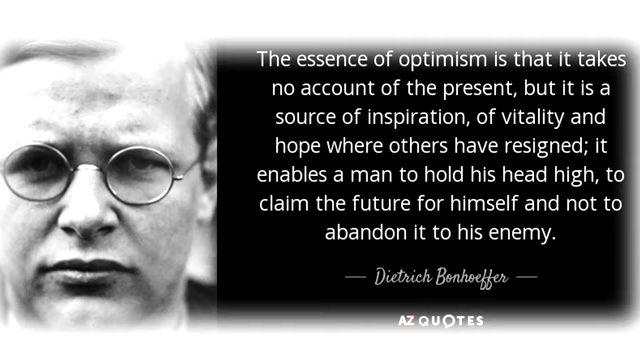 The essence of optimism is that it takes
no account of the present, but it is a
source of inspiration, of vitality and
hope where others have resigned; it
enables a man to hold his head high, to
claim the future for himself and not to
abandon it to his enemy.
Dietrich Bonhoeffer
AZ QUOTES